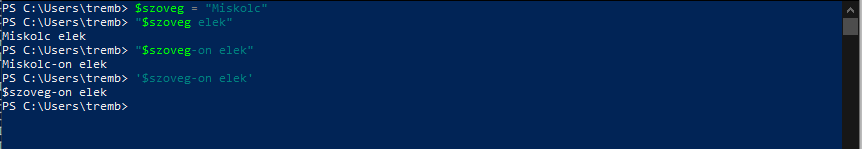 PS C:\Users\tremb> $szoveg = "Miskolc"
PS C:\Users\tremb> "$szoveg elek"
Miskolc elek
PS C:\Users\tremb> "$szoveg-on elek"
Miskolc-on elek
PS C:\Users\tremb> '$szoveg-on elek'
$szoveg-on elek
PS C:\Users\tremb>